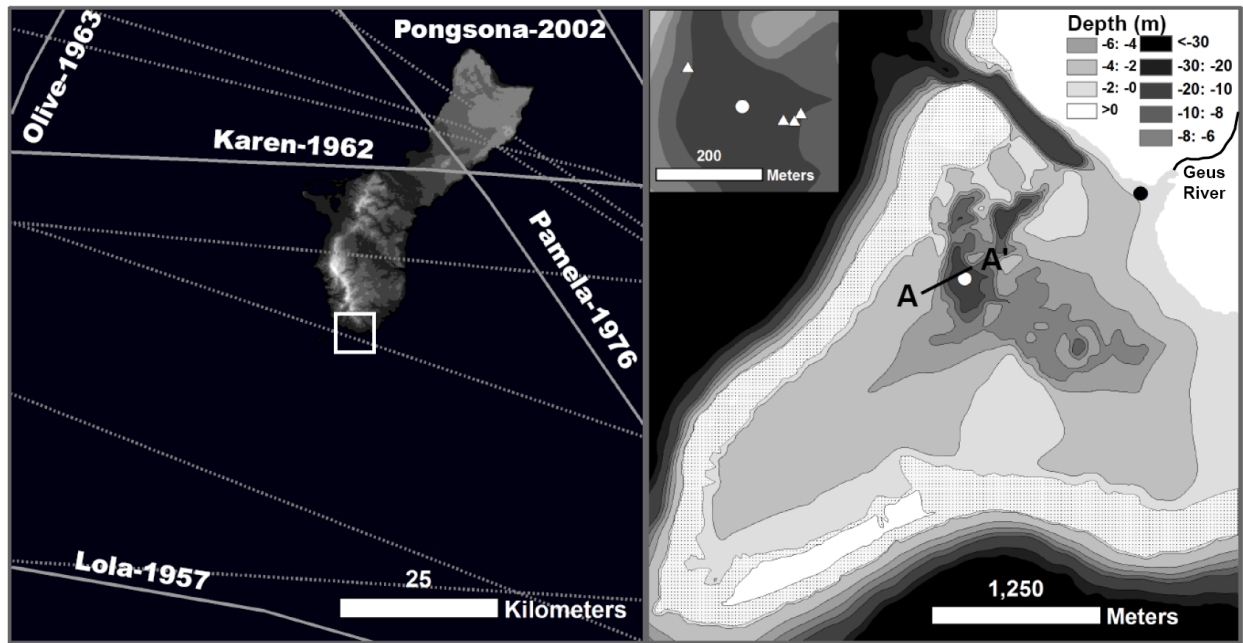 Olive-1963
Pongsona-2002
Karen-1962
Pamela-1976
Lola-1957
25
Kilometers
200
Meters
Depth (m)
-6: -4
-4: -2
-2: -0
>0
<-30
-30: -20
-20: -10
-10: -8
-8: -6
Geus
River
A
A'
1,250
Meters